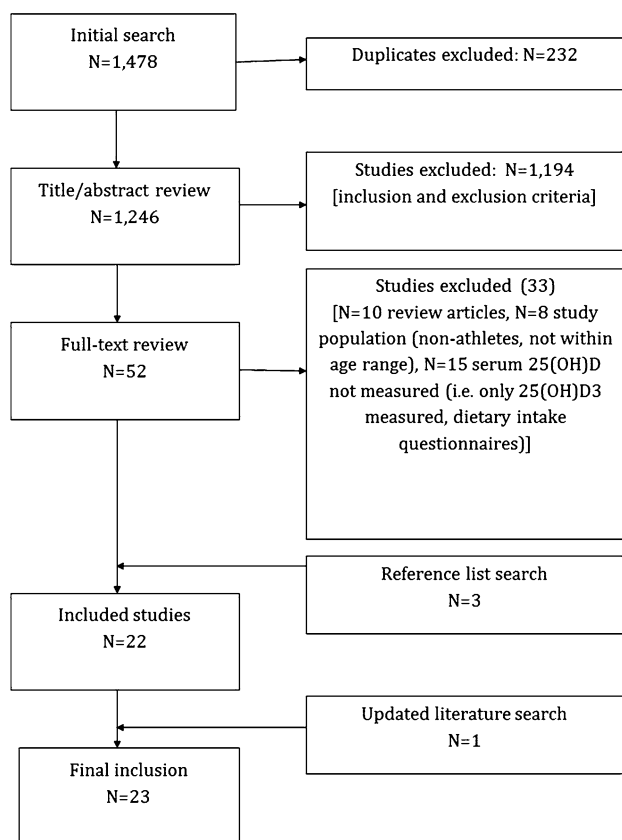 Initial search
N=1,478
Duplicates excluded: N=232
Title/abstract review
N=1,246
Studies excluded: N=1,194
[inclusion and exclusion criteria]
Full-text review
N=52
Studies excluded (33)
[N=10 review articles, N=8 study
population (non-athletes, not within
age range), N=15 serum 25(OH)D
not measured (i.e. only 25(OH)D3
measured, dietary intake
questionnaires)]
Reference list search
N=3
Included studies
N=22
Updated literature search
N=1
Final inclusion
N=23